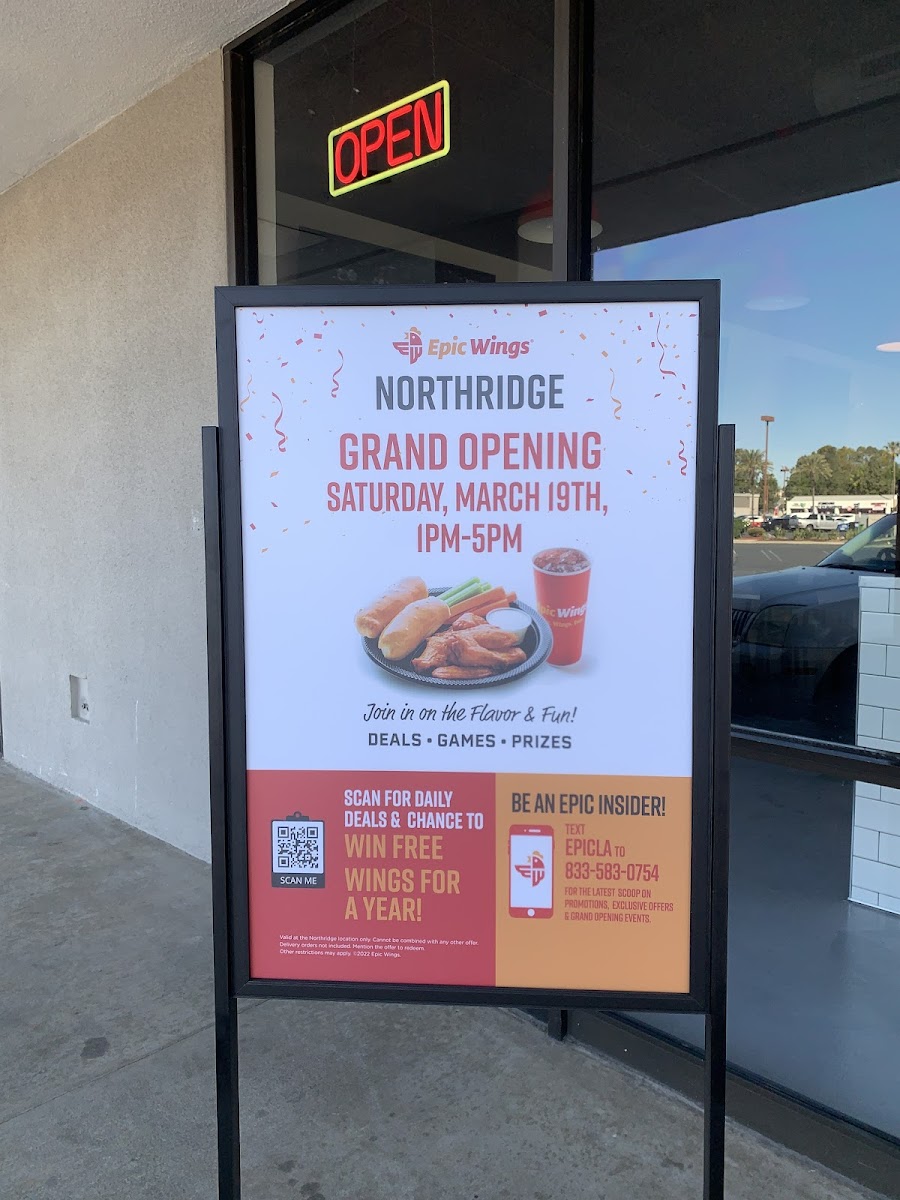 OPEN
Epic Wings®
NORTHRIDGE
GRAND OPENING
SATURDAY, MARCH 19TH,
1PM-5PM
Epic Wings
Join in on the Flavor & Fun!
DEALS • GAMES • PRIZES
SCAN FOR DAILY
DEALS & CHANCE TO
WIN FREE
WINGS FOR
A YEAR!
SCAN ME
Valid at the Northridge location only. Cannot be combined with any other offer.
Delivery orders not included. Mention the offer to redeem.
Other restrictions may apply. ©2022 Epic Wings.
BE AN EPIC INSIDER!
TEXT
EPICLA TO
833-583-0754
FOR THE LATEST SCOOP ON
PROMOTIONS, EXCLUSIVE OFFERS
& GRAND OPENING EVENTS.